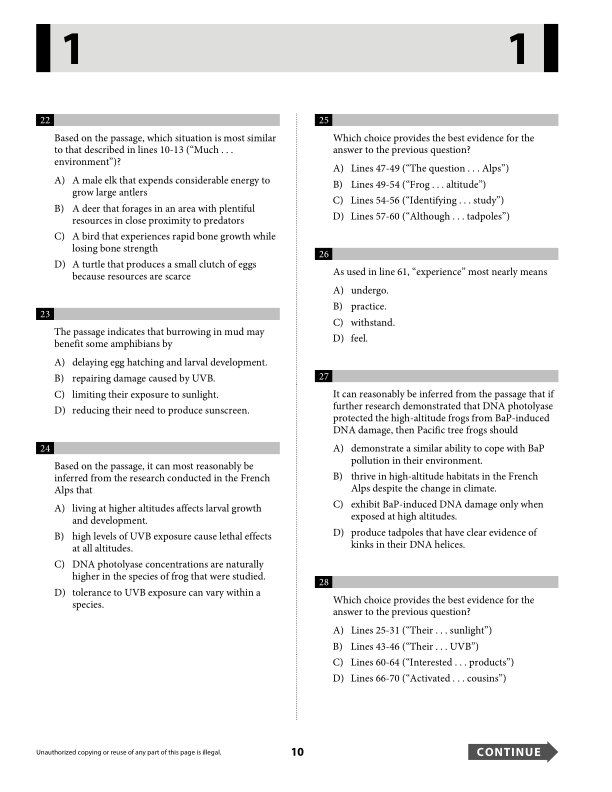 1
1
22
Based on the passage, which situation is most similar
to that described in lines 10-13 (“Much . . .
environment”)?
A) A male elk that expends considerable energy to
grow large antlers
B) A deer that forages in an area with plentiful
resources in close proximity to predators
C) A bird that experiences rapid bone growth while
losing bone strength
D) A turtle that produces a small clutch of eggs
because resources are scarce
23
The passage indicates that burrowing in mud may
benefit some amphibians by
A) delaying egg hatching and larval development.
B) repairing damage caused by UVB.
C) limiting their exposure to sunlight.
D) reducing their need to produce sunscreen.
24
Based on the passage, it can most reasonably be
inferred from the research conducted in the French
Alps that
A) living at higher altitudes affects larval growth
and development.
B) high levels of UVB exposure cause lethal effects
at all altitudes.
C) DNA photolyase concentrations are naturally
higher in the species of frog that were studied.
D) tolerance to UVB exposure can vary within a
species.
25
Which choice provides the best evidence for the
answer to the previous question?
A) Lines 47-49 (“The question . . . Alps”)
B) Lines 49-54 (“Frog . . . altitude”)
C) Lines 54-56 (“Identifying . . . study”)
D) Lines 57-60 (“Although . . . tadpoles”)
26
As used in line 61, “experience” most nearly means
A) undergo.
B) practice.
C) withstand.
D) feel.
27
It can reasonably be inferred from the passage that if
further research demonstrated that DNA photolyase
protected the high-altitude frogs from BaP-induced
DNA damage, then Pacific tree frogs should
A) demonstrate a similar ability to cope with BaP
pollution in their environment.
B) thrive in high-altitude habitats in the French
Alps despite the change in climate.
C) exhibit BaP-induced DNA damage only when
exposed at high altitudes.
D) produce tadpoles that have clear evidence of
kinks in their DNA helices.
28
Which choice provides the best evidence for the
answer to the previous question?
A) Lines 25-31 (“Their . . . sunlight”)
B) Lines 43-46 (“Their . . . UVB”)
C) Lines 60-64 (“Interested . . . products”)
D) Lines 66-70 (“Activated . . . cousins”)
Unauthorized copying or reuse of any part of this page is illegal.
10
CONTINUE